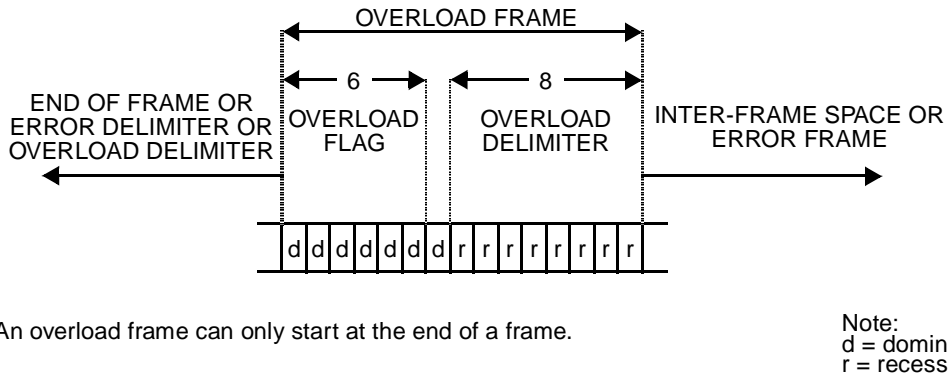 OVERLOAD FRAME
6
8
END OF FRAME OR
ERROR DELIMITER OR
OVERLOAD DELIMITER
OVERLOAD
FLAG
OVERLOAD
DELIMITER
INTER-FRAME SPACE OR
ERROR FRAME
d d d d d d d r r r r r r r r
An overload frame can only start at the end of a frame.
Note:
d = domin
r = recess